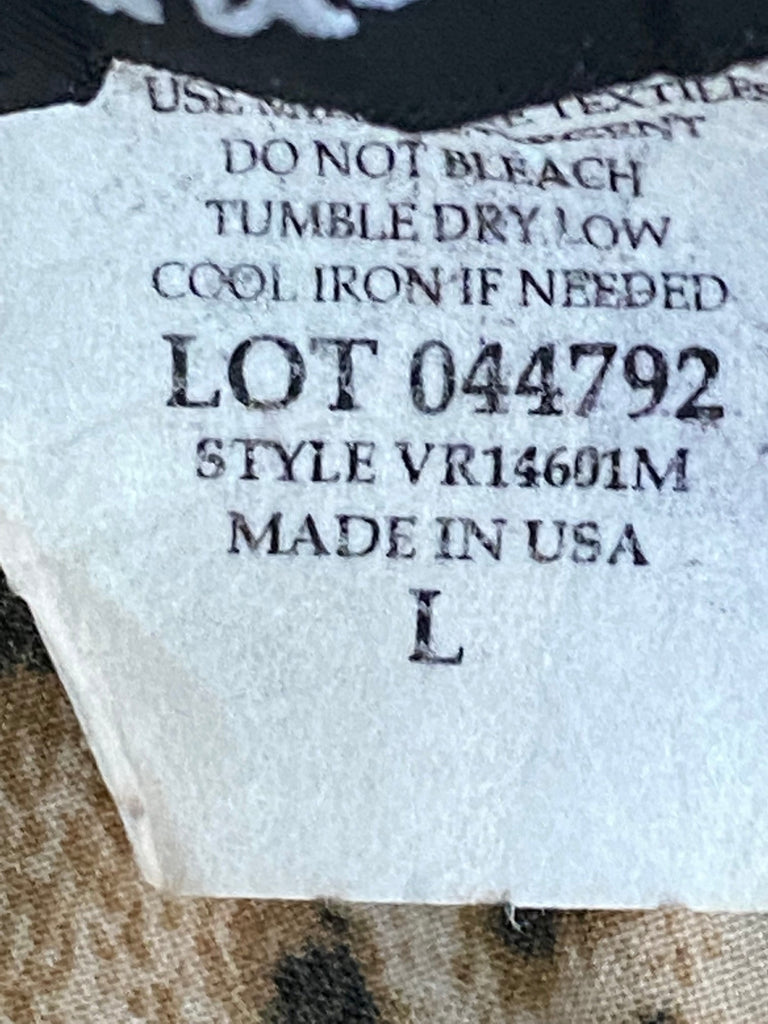 USE TEXTILES
DO NOT BLEACH
TUMBLE DRY LOW
COOL IRON IF NEEDED
LOT 044792
STYLE VR14601M
MADE IN USA
L